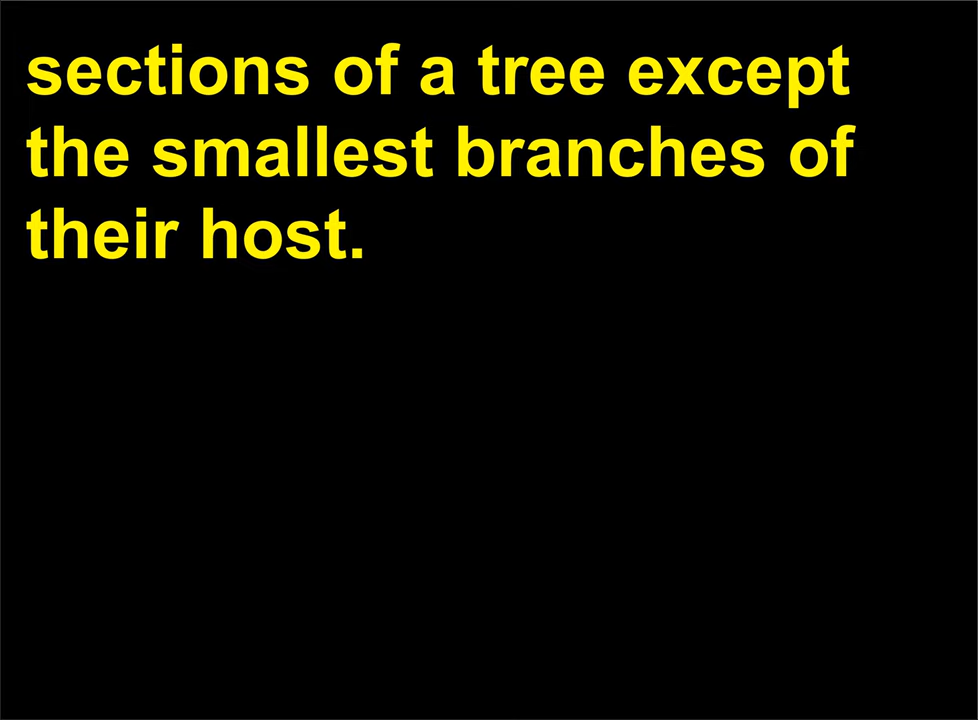 sections of a tree except
the smallest branches of
their host.